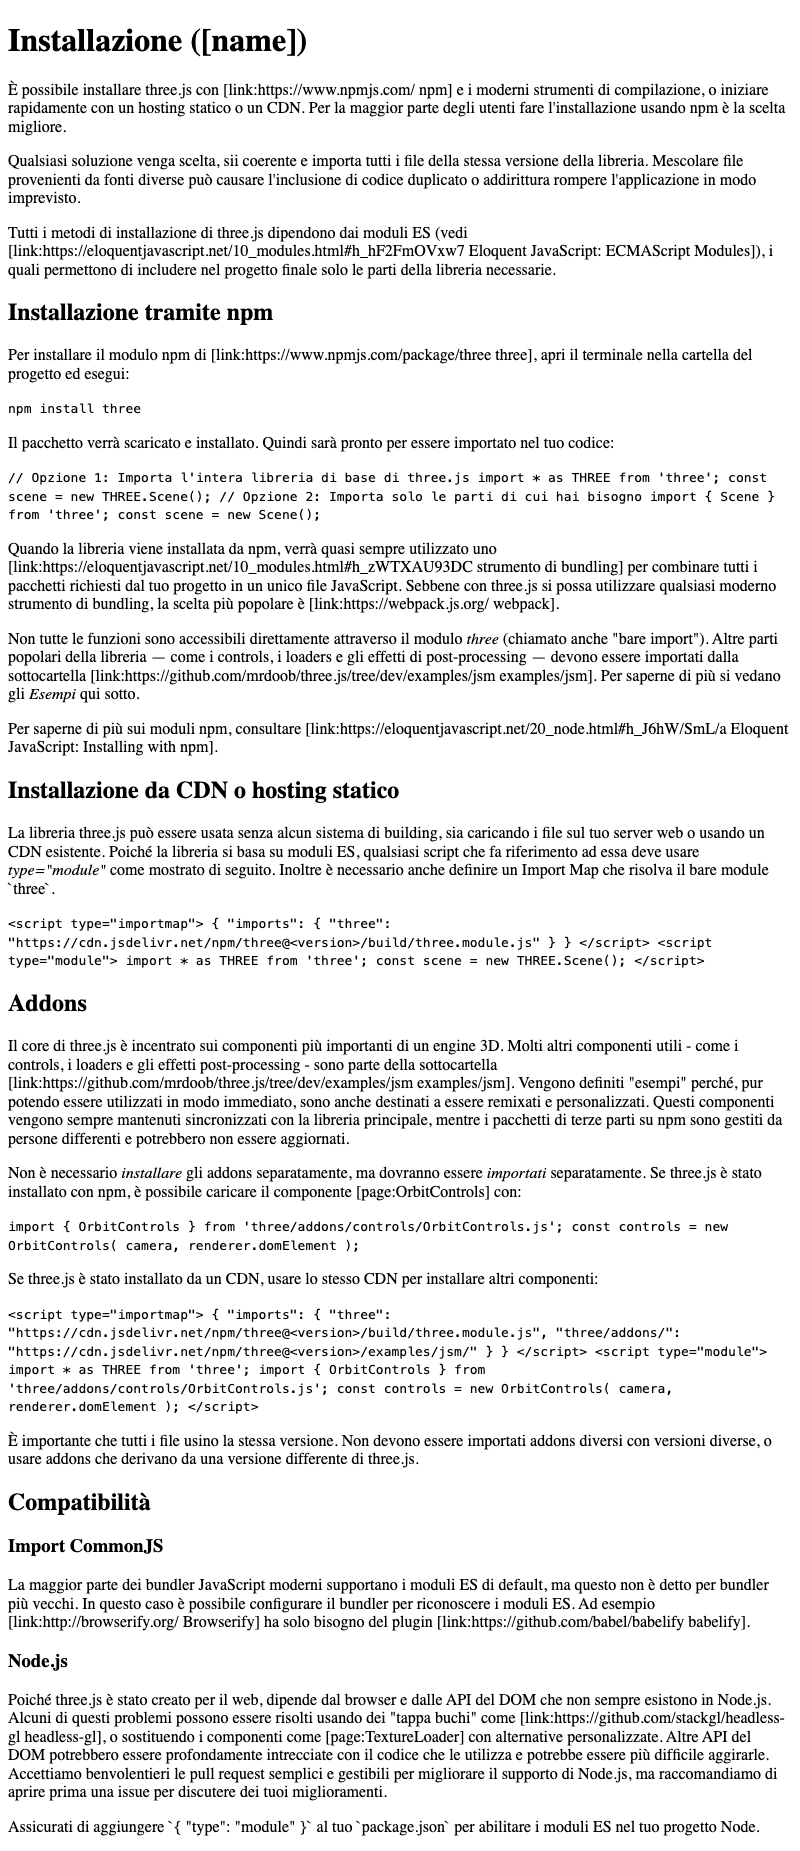 Installazione ([name])
È possibile installare three.js con [link:https://www.npmjs.com/ npm] e i moderni strumenti di compilazione, o iniziare
rapidamente con un hosting statico o un CDN. Per la maggior parte degli utenti fare l'installazione usando npm è la scelta
migliore.
Qualsiasi soluzione venga scelta, sii coerente e importa tutti i file della stessa versione della libreria. Mescolare file
provenienti da fonti diverse può causare l'inclusione di codice duplicato o addirittura rompere l'applicazione in modo
imprevisto.
Tutti i metodi di installazione di three.js dipendono dai moduli ES (vedi
[link:https://eloquentjavascript.net/10_modules.html#h_hF2FmOVxw7 Eloquent JavaScript: ECMAScript Modules]), i
quali permettono di includere nel progetto finale solo le parti della libreria necessarie.
Installazione tramite npm
Per installare il modulo npm di [link:https://www.npmjs.com/package/three three], apri il terminale nella cartella del
progetto ed esegui:
npm install three
Il pacchetto verrà scaricato e installato. Quindi sarà pronto per essere importato nel tuo codice:
// Opzione 1: Importa l'intera libreria di base di three.js import * as THREE from 'three'; const
scene = new THREE.Scene(); // Opzione 2: Importa solo le parti di cui hai bisogno import { Scene }
from 'three'; const scene = new Scene();
Quando la libreria viene installata da npm, verrà quasi sempre utilizzato uno
[link:https://eloquentjavascript.net/10_modules.html#h_zWTXAU93DC strumento di bundling] per combinare tutti i
pacchetti richiesti dal tuo progetto in un unico file JavaScript. Sebbene con three.js si possa utilizzare qualsiasi moderno
strumento di bundling, la scelta più popolare è [link:https://webpack.js.org/ webpack].
Non tutte le funzioni sono accessibili direttamente attraverso il modulo three (chiamato anche "bare import"). Altre parti
popolari della libreria — come i controls, i loaders e gli effetti di post-processing — devono essere importati dalla
sottocartella [link:https://github.com/mrdoob/three.js/tree/dev/examples/jsm examples/jsm]. Per saperne di più si vedano
gli Esempi qui sotto.
Per saperne di più sui moduli npm, consultare [link:https://eloquentjavascript.net/20_node.html#h_J6hW/SmL/a Eloquent
JavaScript: Installing with npm].
Installazione da CDN o hosting statico
La libreria three.js può essere usata senza alcun sistema di building, sia caricando i file sul tuo server web o usando un
CDN esistente. Poiché la libreria si basa su moduli ES, qualsiasi script che fa riferimento ad essa deve usare
type="module" come mostrato di seguito. Inoltre è necessario anche definire un Import Map che risolva il bare module
`three`.
<script type="importmap"> { "imports": { "three":
"https://cdn.jsdelivr.net/npm/three@<version>/build/three.module.js" } } </script> <script
type="module"> import * as THREE from 'three'; const scene = new THREE.Scene(); </script>
Addons
Il core di three.js è incentrato sui componenti più importanti di un engine 3D. Molti altri componenti utili - come i
controls, i loaders e gli effetti post-processing - sono parte della sottocartella
[link:https://github.com/mrdoob/three.js/tree/dev/examples/jsm examples/jsm]. Vengono definiti "esempi" perché, pur
potendo essere utilizzati in modo immediato, sono anche destinati a essere remixati e personalizzati. Questi componenti
vengono sempre mantenuti sincronizzati con la libreria principale, mentre i pacchetti di terze parti su npm sono gestiti da
persone differenti e potrebbero non essere aggiornati.
Non è necessario installare gli addons separatamente, ma dovranno essere importati separatamente. Se three.js è stato
installato con npm, è possibile caricare il componente [page:OrbitControls] con:
import { OrbitControls } from 'three/addons/controls/OrbitControls.js'; const controls = new
OrbitControls( camera, renderer.domElement );
Se three.js è stato installato da un CDN, usare lo stesso CDN per installare altri componenti:
<script type="importmap"> { "imports": { "three":
"https://cdn.jsdelivr.net/npm/three@<version>/build/three.module.js", "three/addons/":
"https://cdn.jsdelivr.net/npm/three@<version>/examples/jsm/" } } </script> <script type="module">
import * as THREE from 'three'; import { OrbitControls } from
'three/addons/controls/OrbitControls.js'; const controls = new OrbitControls( camera,
renderer.domElement ); </script>
È importante che tutti i file usino la stessa versione. Non devono essere importati addons diversi con versioni diverse, o
usare addons che derivano da una versione differente di three.js.
Compatibilità
Import CommonJS
La maggior parte dei bundler JavaScript moderni supportano i moduli ES di default, ma questo non è detto per bundler
più vecchi. In questo caso è possibile configurare il bundler per riconoscere i moduli ES. Ad esempio
[link:http://browserify.org/ Browserify] ha solo bisogno del plugin [link:https://github.com/babel/babelify babelify].
Node.js
Poiché three.js è stato creato per il web, dipende dal browser e dalle API del DOM che non sempre esistono in Node.js.
Alcuni di questi problemi possono essere risolti usando dei "tappa buchi" come [link:https://github.com/stackgl/headless-
gl headless-gl], o sostituendo i componenti come [page:TextureLoader] con alternative personalizzate. Altre API del
DOM potrebbero essere profondamente intrecciate con il codice che le utilizza e potrebbe essere più difficile aggirarle.
Accettiamo benvolentieri le pull request semplici e gestibili per migliorare il supporto di Node.js, ma raccomandiamo di
aprire prima una issue per discutere dei tuoi miglioramenti.
Assicurati di aggiungere `{ "type": "module" }` al tuo `package.json` per abilitare i moduli ES nel tuo progetto Node.